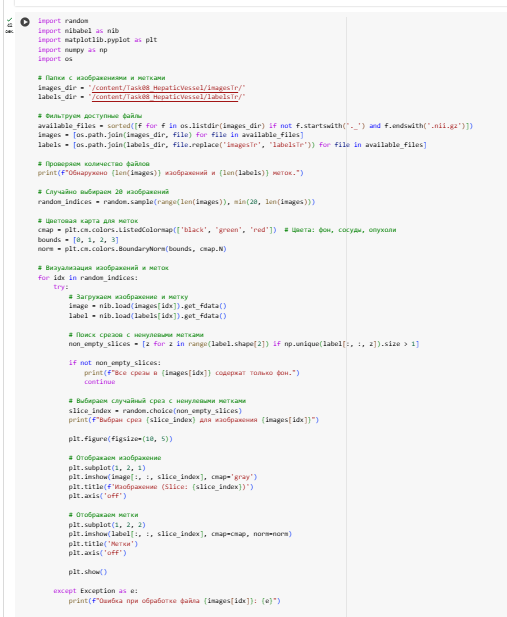 import random
import nibabel as nib
import matplotlib.pyplot as plt
import numpy as np
import os
# Папки с изображениями и метками
images_dir = '/content/Task08_HepaticVessel/imagesTr/'
labels_dir = '/content/Task08_HepaticVessel/labelsTr/'
# Фильтруем доступные файлы
available_files = sorted([f for f in os.listdir(images_dir) if not f.startswith('._') and f.endswith('.nii.gz')])
images = [os.path.join(images_dir, file) for file in available_files]
labels = [os.path.join(labels_dir, file.replace('imagesTr', 'labelsTr')) for file in available_files]
# Проверяем количество файлов
print(f"Обнаружено {len(images)} изображений и {len(labels)} меток.")
# Случайно выбираем 20 изображений
random_indices = random.sample(range(len(images)), min(20, len(images)))
# Цветовая карта для меток
cmap = plt.cm.colors.ListedColormap(['black', 'green', 'red'])  # Цвета: фон, сосуды, опухоли
bounds = [0, 1, 2, 3]
norm = plt.cm.colors.BoundaryNorm(bounds, cmap.N)
# Визуализация изображений и меток
for idx in random_indices:
    try:
        # Загружаем изображение и метку
        image = nib.load(images[idx]).get_fdata()
        label = nib.load(labels[idx]).get_fdata()
        # Поиск срезов с ненулевыми метками
        non_empty_slices = [z for z in range(label.shape[2]) if np.unique(label[:, :, z]).size > 1]
        if not non_empty_slices:
            print(f"Все срезы в {images[idx]} содержат только фон.")
            continue
        # Выбираем случайный срез с ненулевыми метками
        slice_index = random.choice(non_empty_slices)
        print(f"Выбран срез {slice_index} для изображения {images[idx]}")
        plt.figure(figsize=(10, 5))
        # Отображаем изображение
        plt.subplot(1, 2, 1)
        plt.imshow(image[:, :, slice_index], cmap='gray')
        plt.title(f'Изображение (Slice: {slice_index})')
        plt.axis('off')
        # Отображаем метки
        plt.subplot(1, 2, 2)
        plt.imshow(label[:, :, slice_index], cmap=cmap, norm=norm)
        plt.title('Метки')
        plt.axis('off')
        plt.show()
    except Exception as e:
        print(f"Ошибка при обработке файла {images[idx]}: {e}")